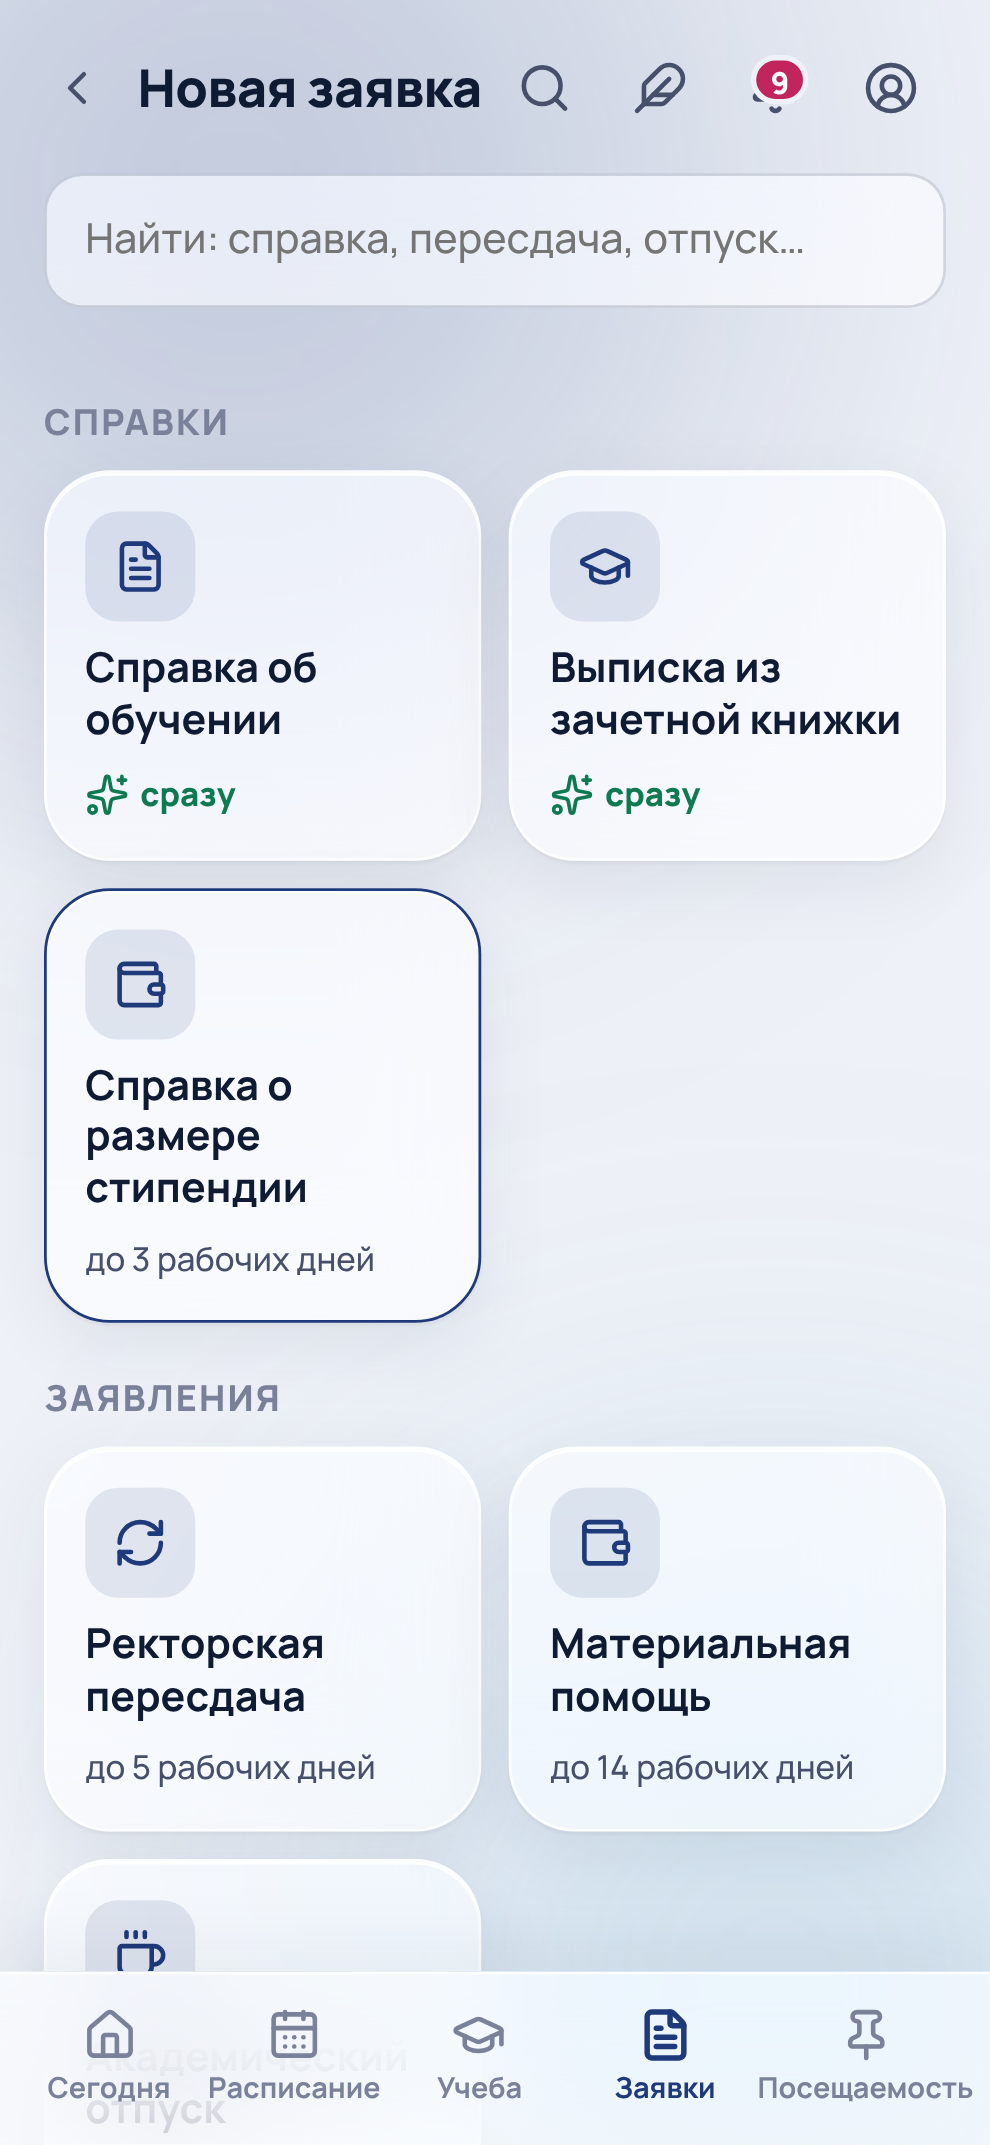 Новая заявка
9
Найти: справка, пересдача, отпуск...
СПРАВКИ
Справка об
обучении
сразу
Выписка из
зачетной книжки
сразу
Справка о
размере
стипендии
до 3 рабочих дней
ЗАЯВЛЕНИЯ
Ректорская
пересдача
до 5 рабочих дней
Материальная
помощь
до 14 рабочих дней
Академический
отпуск
Сегодня
Расписание
Учеба
Заявки
Посещаемость